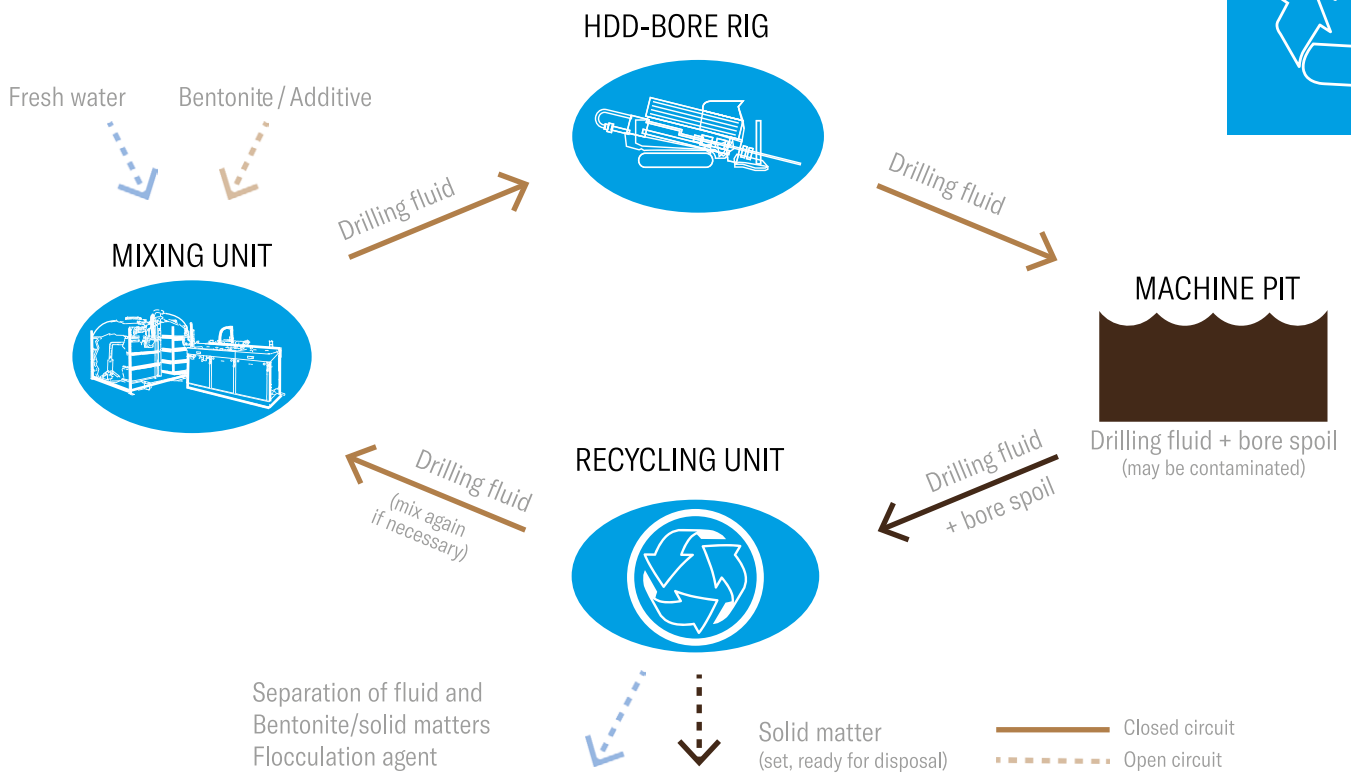 HDD-BORE RIG
Fresh water
Bentonite / Additive
Drilling fluid
Drilling fluid
MIXING UNIT
MACHINE PIT
Drilling fluid + bore spoil
(may be contaminated)
Drilling fluid
+ bore spoil
RECYCLING UNIT
Drilling fluid
(mix again
if necessary)
Separation of fluid and
Bentonite/solid matters
Flocculation agent
Solid matter
(set, ready for disposal)
Closed circuit
Open circuit